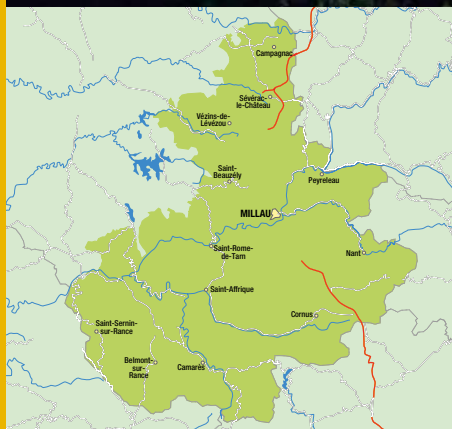 Campagnac
Sévérac-
le-Château
Vézins-de-
Lévézou
Saint-
Beauzély
Peyreleau
MILLAU
Saint-Rome-
de-Tarn
Nant
Saint-Affrique
Cornus
Saint-Sernin-
sur-Rance
Belmont-
sur-
Rance
Camarès